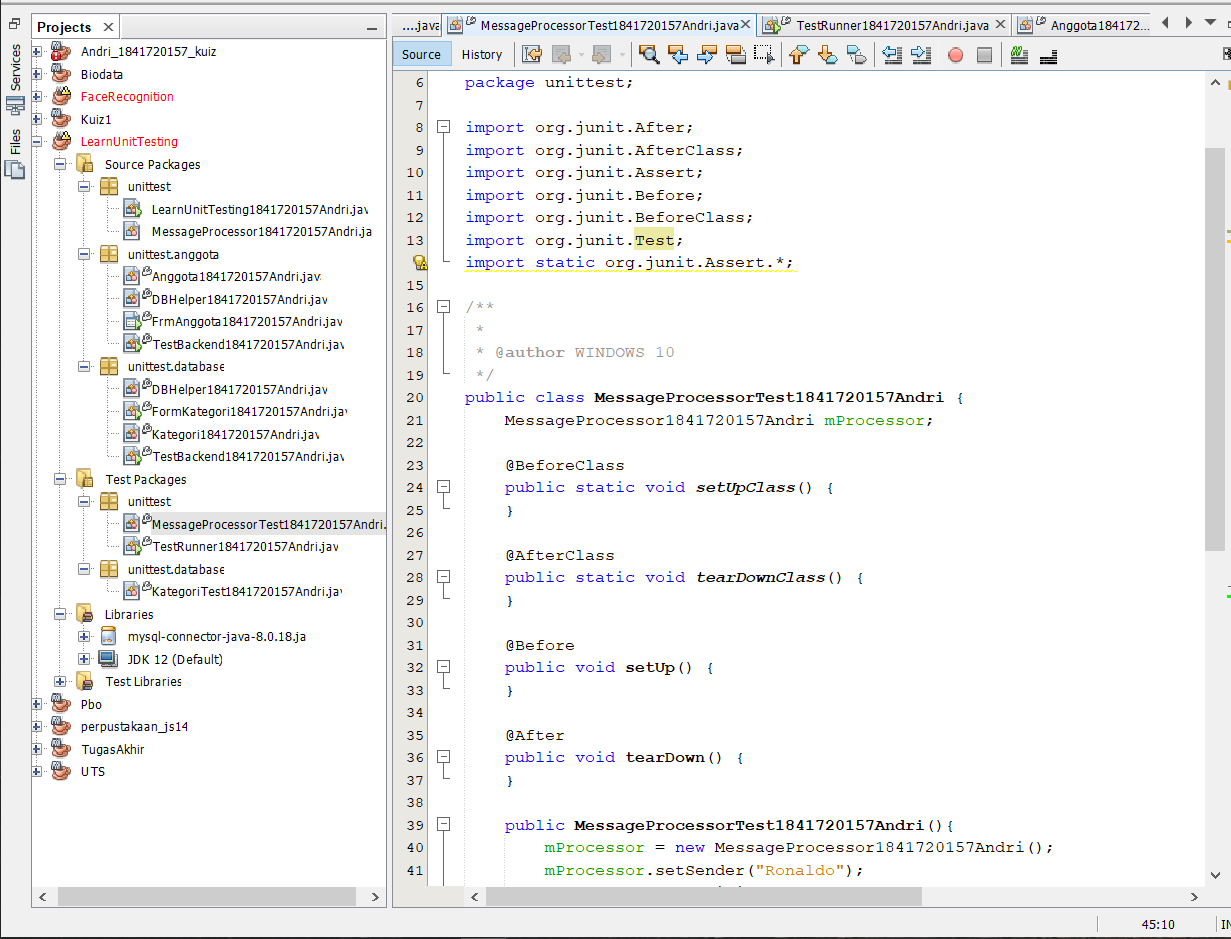 Projects
Services
Files
Andri_1841720157_kuiz
Biodata
FaceRecognition
Kuiz1
LearnUnitTesting
Source Packages
unittest
LearnUnitTesting1841720157Andri.jav
MessageProcessor1841720157Andri.ja
unittest.anggota
Anggota1841720157Andri.java
DBHelper1841720157Andri.jav
FrmAnggota1841720157Andri.jav
TestBackend1841720157Andri.jav
unittest.database
DBHelper1841720157Andri.jav
FormKategori1841720157Andri.jav
Kategori1841720157Andri.jav
TestBackend1841720157Andri.jav
Test Packages
unittest
MessageProcessorTest1841720157Andri.
TestRunner1841720157Andri.jav
unittest.database
KategoriTest1841720157Andri.jav
Libraries
mysql-connector-java-8.0.18.ja
JDK 12 (Default)
Test Libraries
Pbo
perpustakaan_js14
TugasAkhir
UTS
....java MessageProcessorTest1841720157Andri.java TestRunner1841720157Andri.java Anggota184172...
Source History
6 package unittest;
7
8 import org.junit.After;
9 import org.junit.AfterClass;
10 import org.junit.Assert;
11 import org.junit.Before;
12 import org.junit.BeforeClass;
13 import org.junit.Test;
import static org.junit.Assert.*;
15
16 /**
17 *
18 * @author WINDOWS 10
19 */
20 public class MessageProcessorTest1841720157Andri {
21 MessageProcessor1841720157Andri mProcessor;
22
23 @BeforeClass
24 public static void setUpClass() {
25 }
26
27 @AfterClass
28 public static void tearDownClass() {
29 }
30
31 @Before
32 public void setUp() {
33 }
34
35 @After
36 public void tearDown() {
37 }
38
39 public MessageProcessorTest1841720157Andri(){
40 mProcessor = new MessageProcessor1841720157Andri();
41 mProcessor.setSender("Ronaldo");
45:10 IN